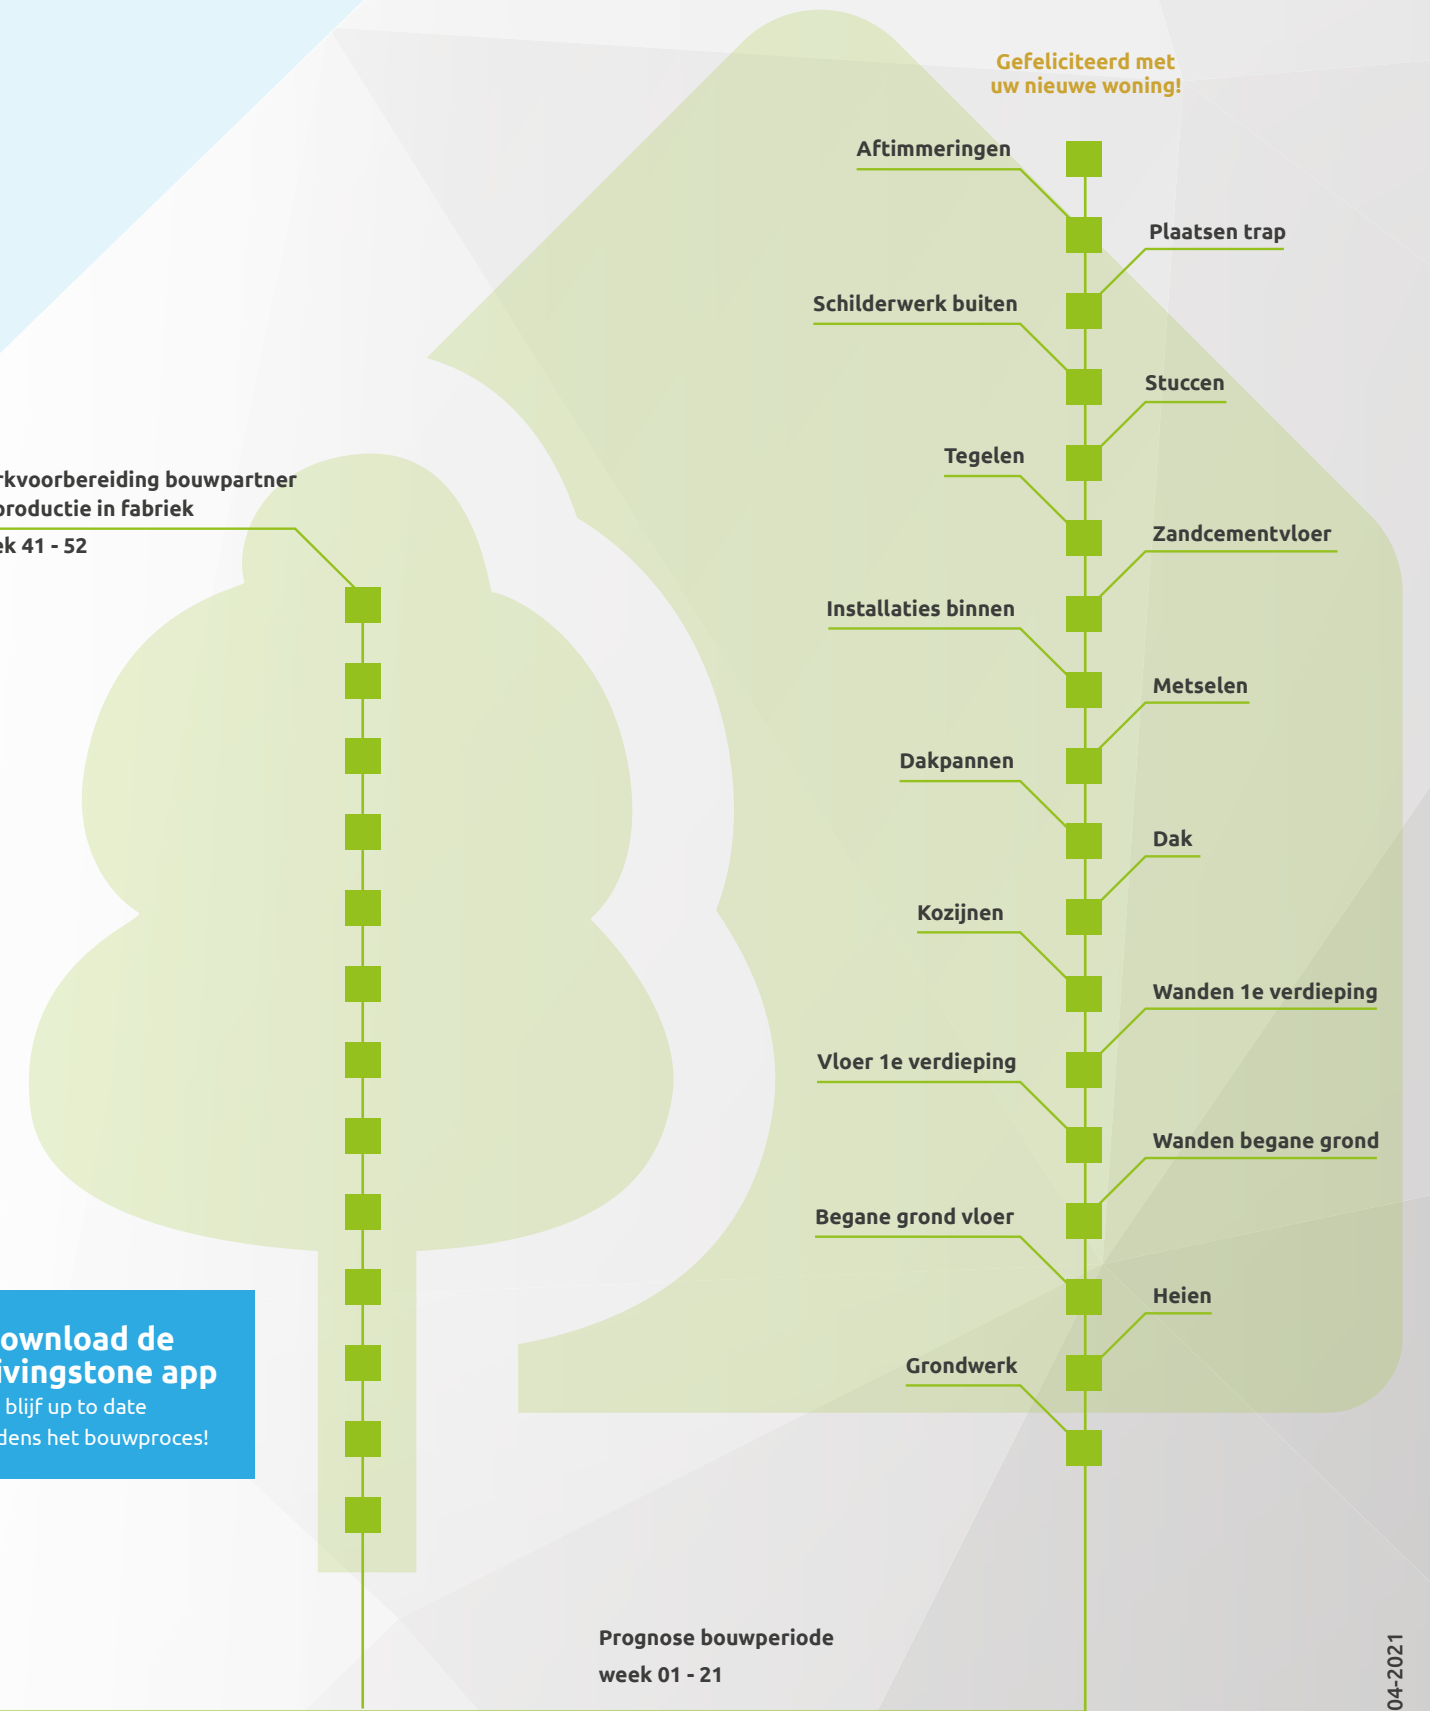 Gefeliciteerd met
uw nieuwe woning!
Aftimmeringen
Plaatsen trap
Schilderwerk buiten
Stuccen
Tegelen
Zandcementvloer
Installaties binnen
Metselen
Dakpannen
Dak
Kozijnen
Wanden 1e verdieping
Vloer 1e verdieping
Wanden begane grond
Begane grond vloer
Heien
Grondwerk
rkvoorbereiding bouwpartner
productie in fabriek
ek 41 - 52
ownload de
ivingstone app
blijf up to date
dens het bouwproces!
Prognose bouwperiode
week 01 - 21
04-2021